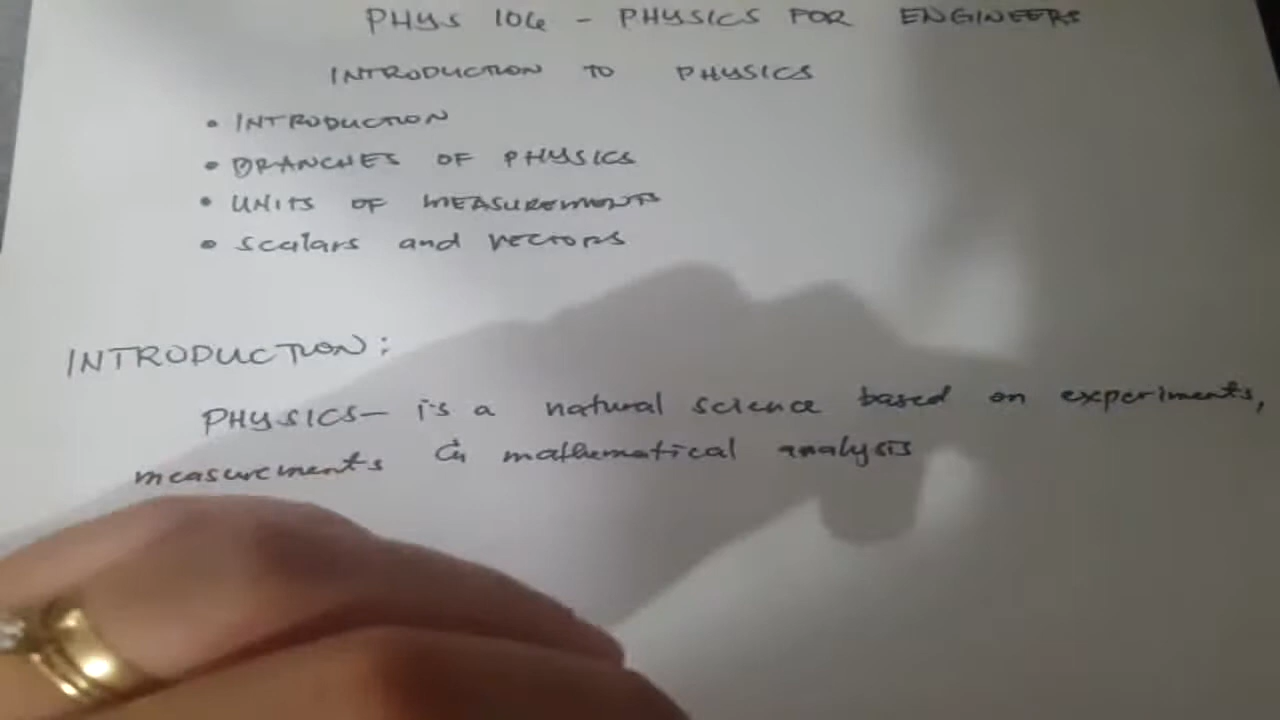 PHYS 104 - PHYSICS FOR ENGINEERS
INTRODUCTION TO PHYSICS
• INTRODUCTION
• BRANCHES OF PHYSICS
• UNITS OF MEASUREMENTS
• Scalars and vectors
INTRODUCTION:
PHYSICS— is a natural science based on experiments,
measurements & mathematical analysis